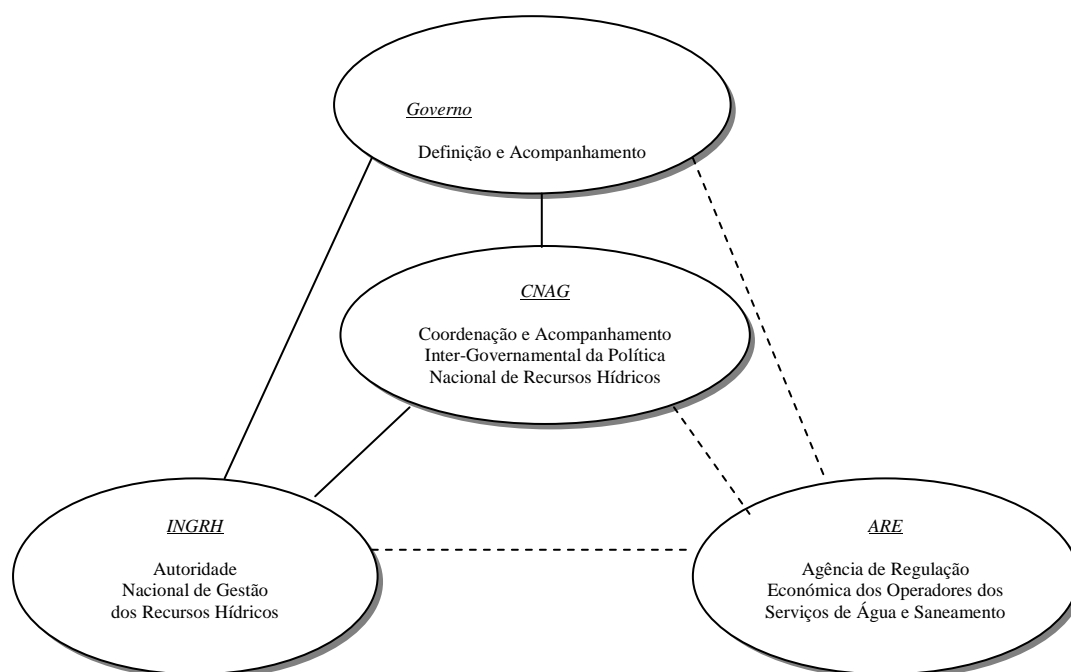 Governo
Definição e Acompanhamento
CNAG
Coordenação e Acompanhamento
Inter-Governamental da Política
Nacional de Recursos Hídricos
INGRH
Autoridade
Nacional de Gestão
dos Recursos Hídricos
ARE
Agência de Regulação
Económica dos Operadores dos
Serviços de Água e Saneamento